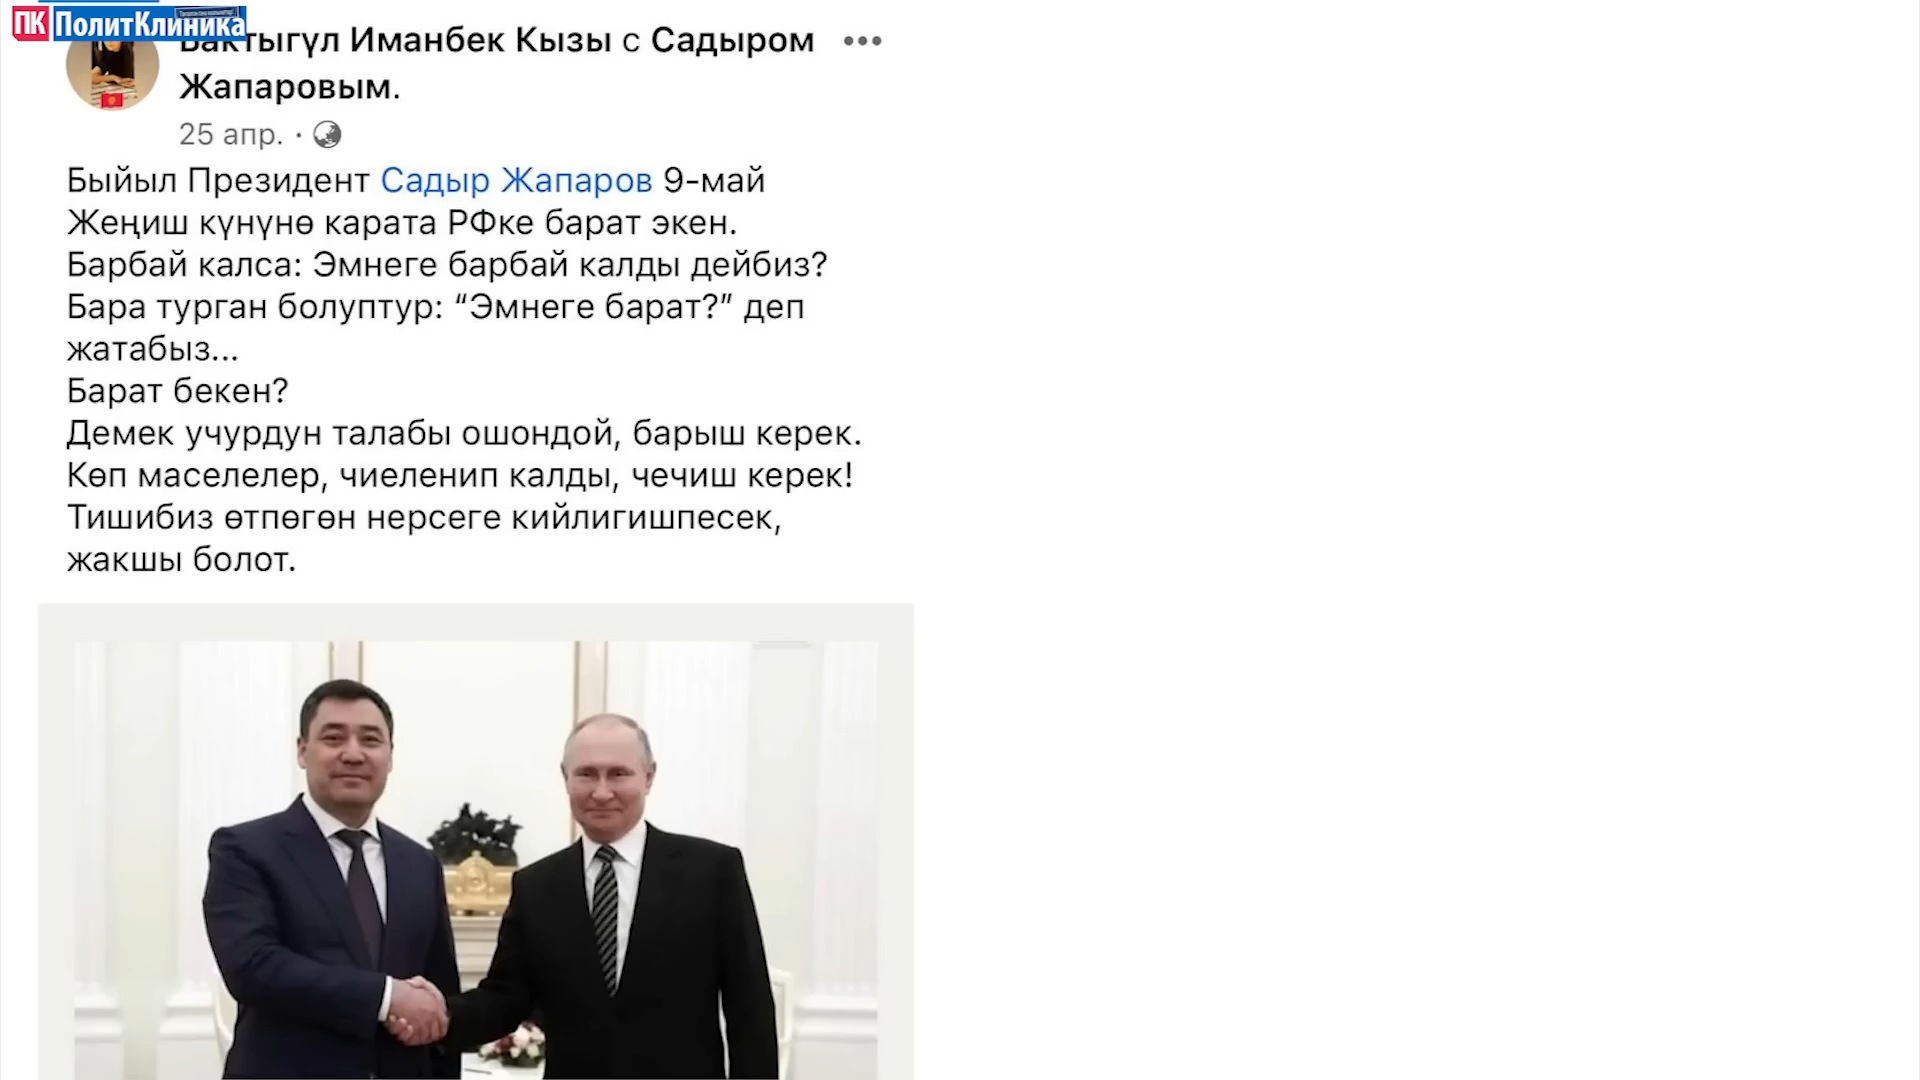 ПК ПолитКлиника
Бактыгүл Иманбек Кызы с Садыром
Жапаровым.
25 апр. ·
Быйыл Президент Садыр Жапаров 9-май
Жеңиш күнүнө карата РФке барат экен.
Барбай калса: Эмнеге барбай калды дейбиз?
Бара турган болуптур: “Эмнеге барат?” деп
жатабыз...
Барат бекен?
Демек учурдун талабы ошондой, барыш керек.
Көп маселелер, чиеленип калды, чечиш керек!
Тишибиз өтпөгөн нерсеге кийлигишпесек,
жакшы болот.